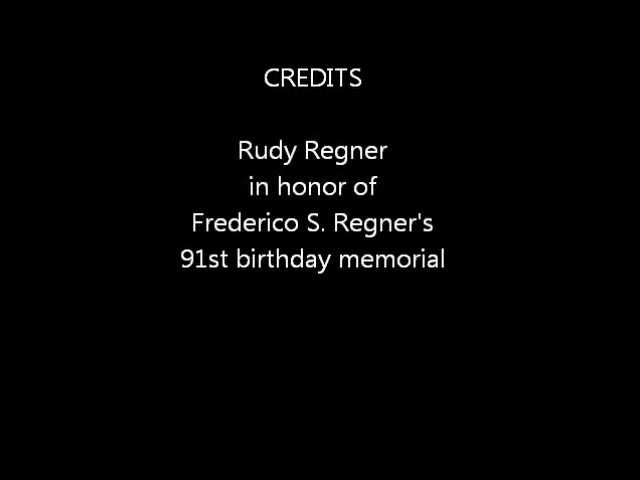 CREDITS
Rudy Regner
in honor of
Frederico S. Regner's
91st birthday memorial